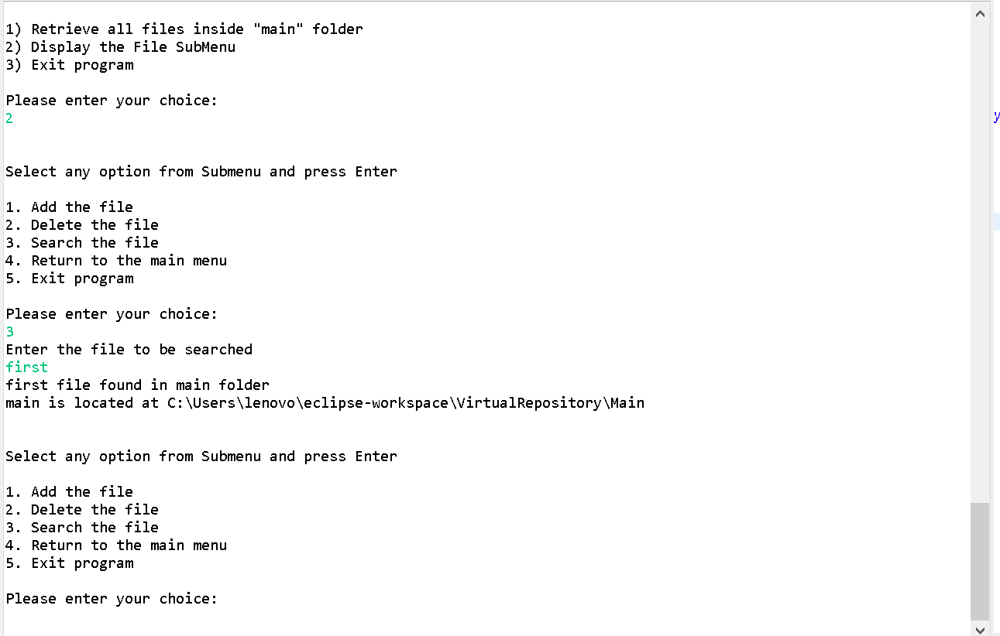 1) Retrieve all files inside "main" folder
2) Display the File SubMenu
3) Exit program
Please enter your choice:
2
Select any option from Submenu and press Enter
1. Add the file
2. Delete the file
3. Search the file
4. Return to the main menu
5. Exit program
Please enter your choice:
3
Enter the file to be searched
first
first file found in main folder
main is located at C:\Users\lenovo\eclipse-workspace\VirtualRepository\Main
Select any option from Submenu and press Enter
1. Add the file
2. Delete the file
3. Search the file
4. Return to the main menu
5. Exit program
Please enter your choice:
y